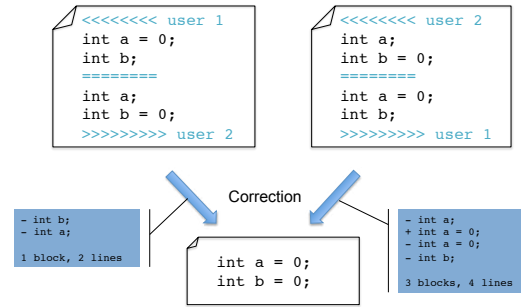 <<<<<<<< user 1
int a = 0;
int b;
========
int a;
int b = 0;
>>>>>>>>> user 2
<<<<<<<< user 2
int a;
int b = 0;
========
int a = 0;
int b;
>>>>>>>>> user 1
Correction
- int b;
- int a;
1 block, 2 lines
int a = 0;
int b = 0;
- int a;
+ int a = 0;
- int a = 0;
- int b;
3 blocks, 4 lines